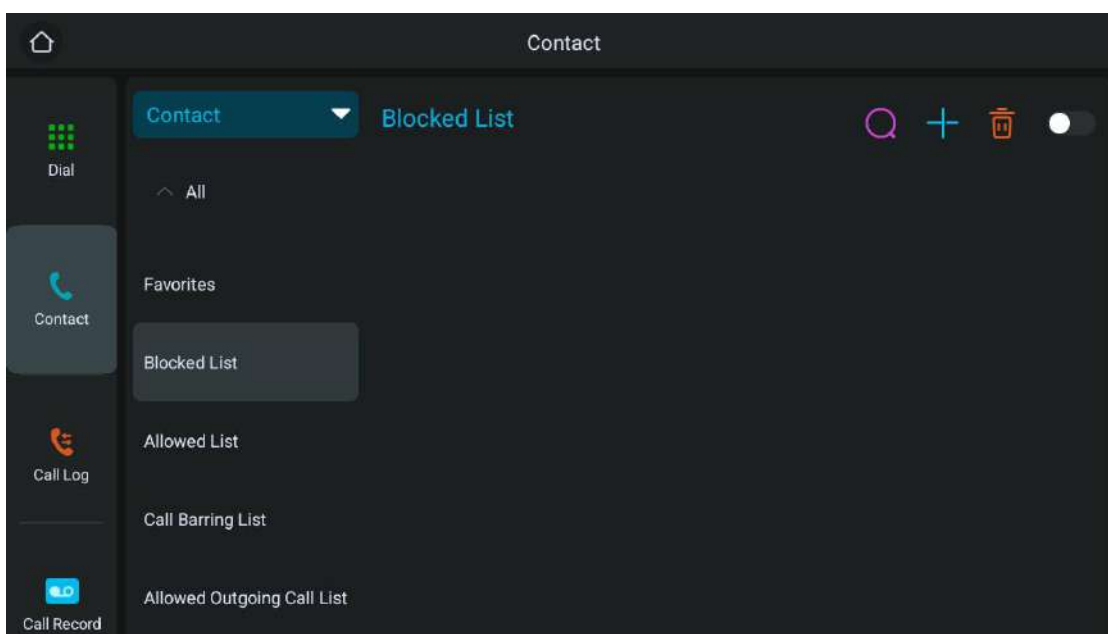 Contact
Dial
Contact
Call Log
Call Record
Contact
All
Favorites
Blocked List
Allowed List
Call Barring List
Allowed Outgoing Call List
Blocked List